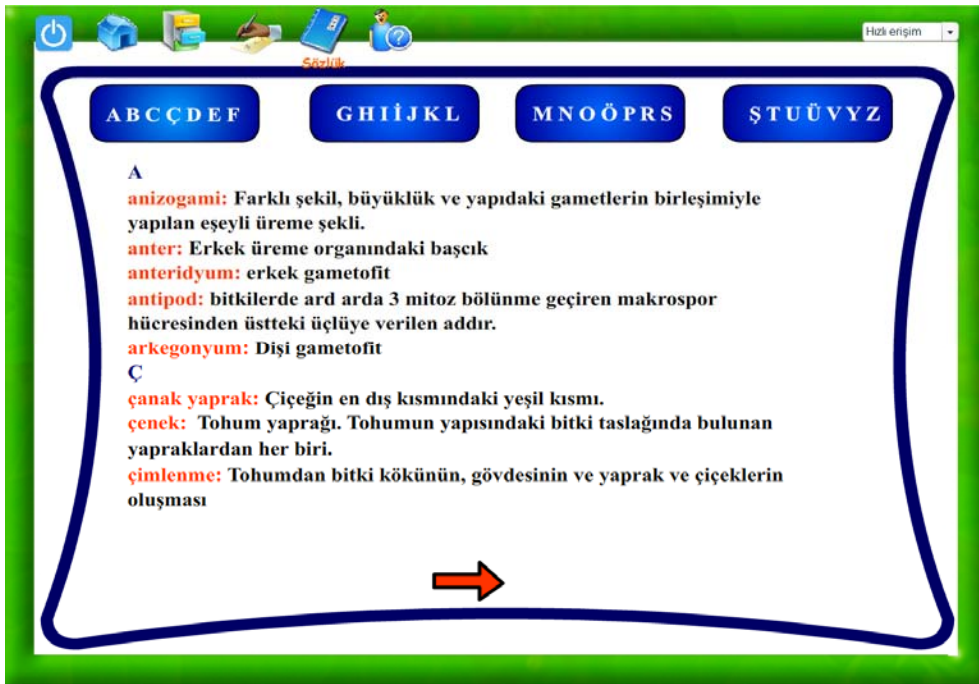 Hızlı erişim
Sözlük
A B C Ç D E F
G H I İ J K L
M N O Ö P R S
Ş T U Ü V Y Z
A
anizogami: Farklı şekil, büyüklük ve yapıdaki gametlerin birleşimiyle
yapılan eşeyli üreme şekli.
anter: Erkek üreme organındaki başcık
anteridyum: erkek gametofit
antipod: bitkilerde ard arda 3 mitoz bölünme geçiren makrospor
hücresinden üstteki üçlüye verilen addır.
arkegonyum: Dişi gametofit
Ç
çanak yaprak: Çiçeğin en dış kısmındaki yeşil kısmı.
çenek: Tohum yaprağı. Tohumun yapısındaki bitki taslağında bulunan
yapraklardan her biri.
çimlenme: Tohumdan bitki kökünün, gövdesinin ve yaprak ve çiçeklerin
oluşması